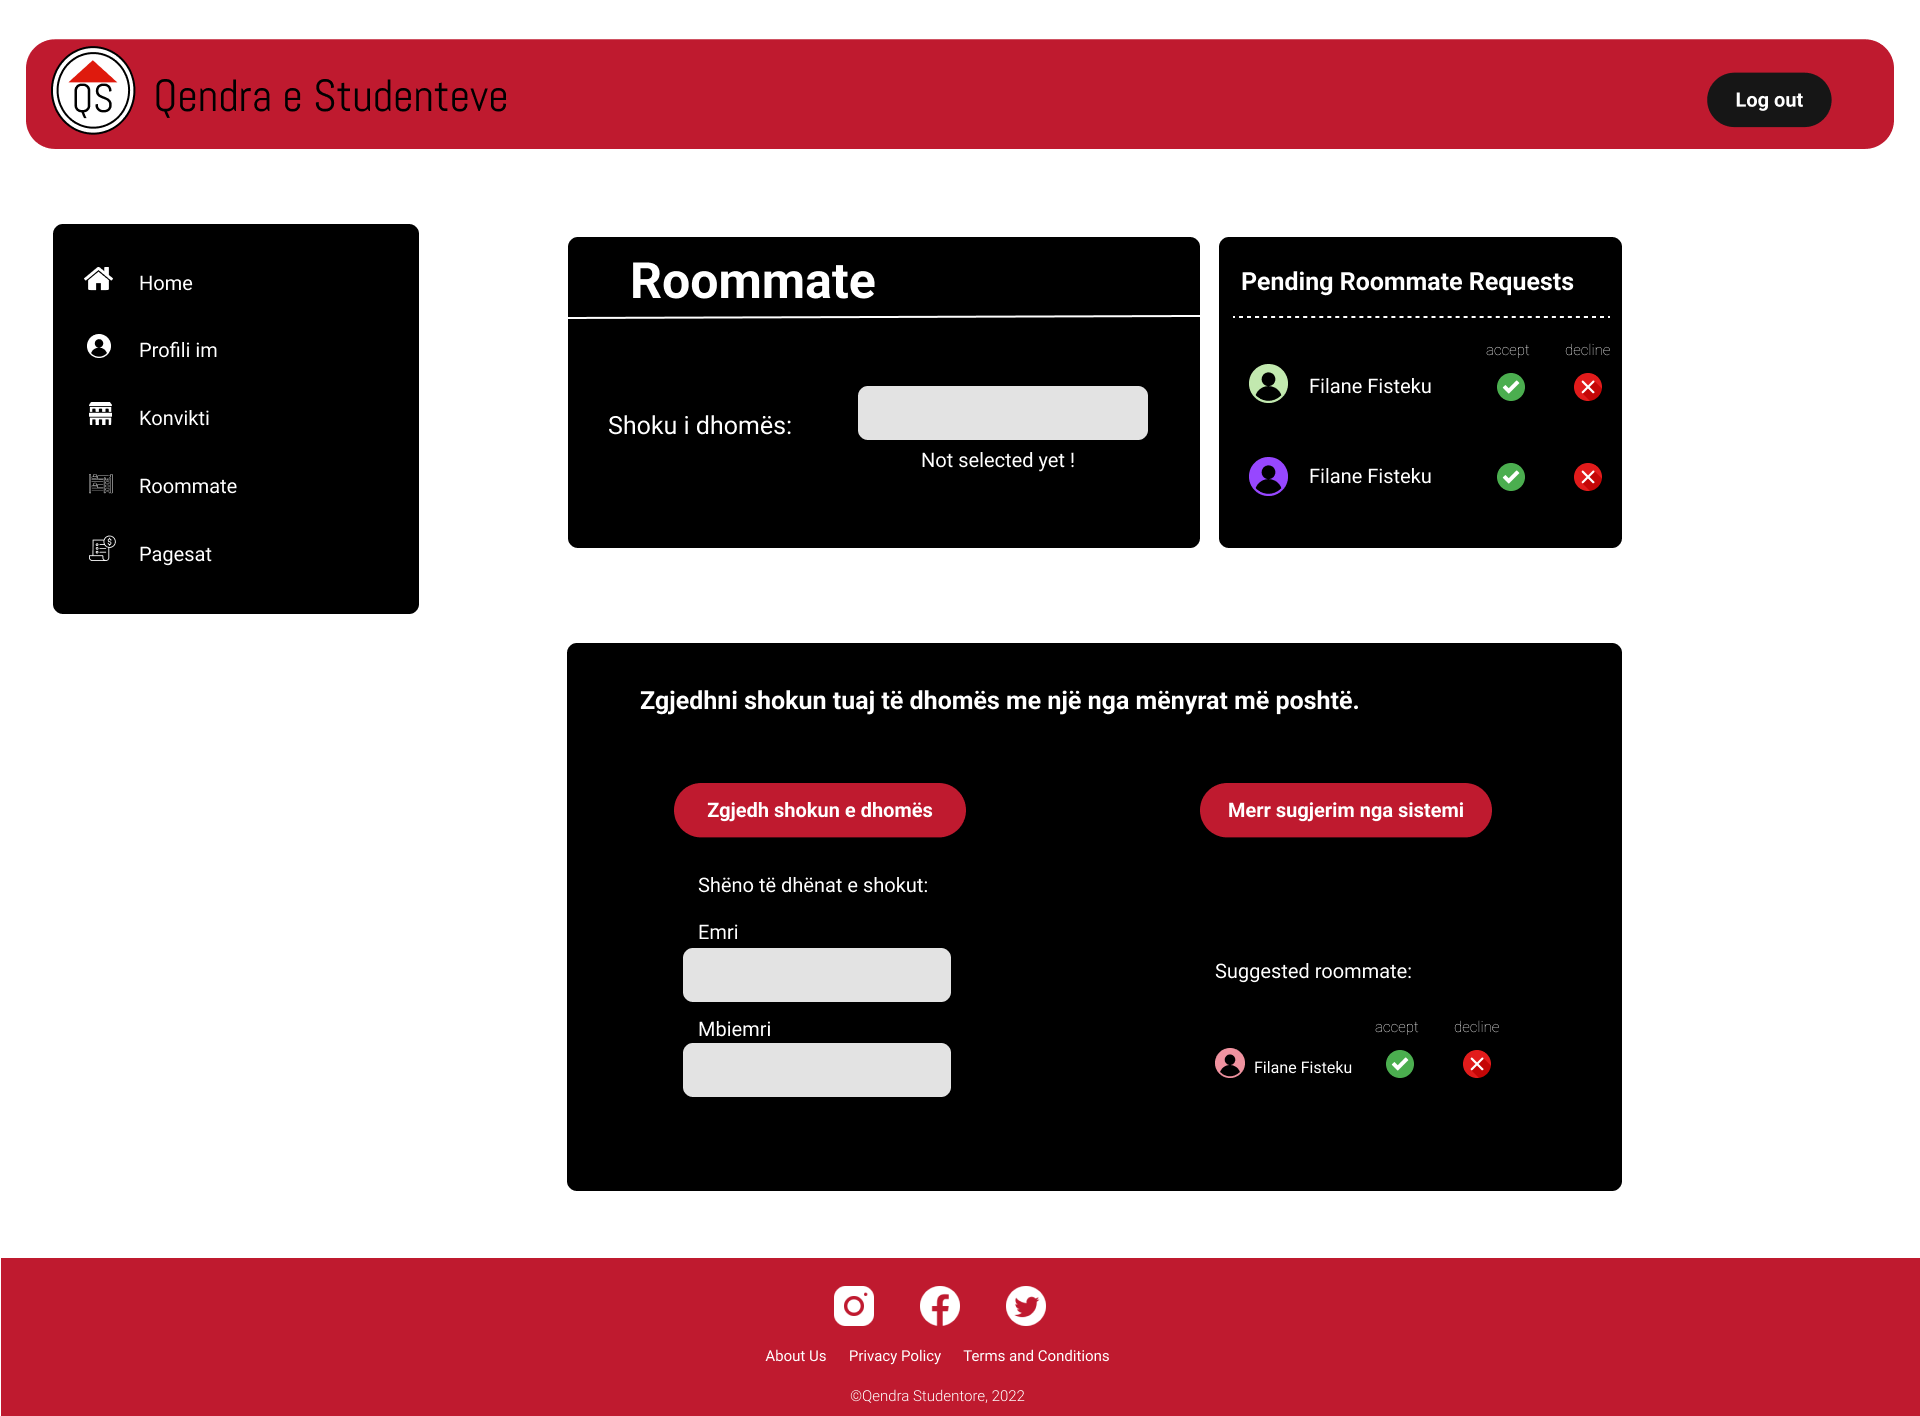 QS
Qendra e Studenteve
Log out
Home
Profili im
Konvikti
Roommate
Pagesat
Roommate
Shoku i dhomës:
Not selected yet !
Pending Roommate Requests
accept decline
Filane Fisteku
Filane Fisteku
Zgjedhni shokun tuaj të dhomës me një nga mënyrat më poshtë.
Zgjedh shokun e dhomës
Shëno të dhënat e shokut:
Emri
Mbiemri
Merr sugjerim nga sistemi
Suggested roommate:
accept decline
Filane Fisteku
About Us Privacy Policy Terms and Conditions
©Qendra Studentore, 2022